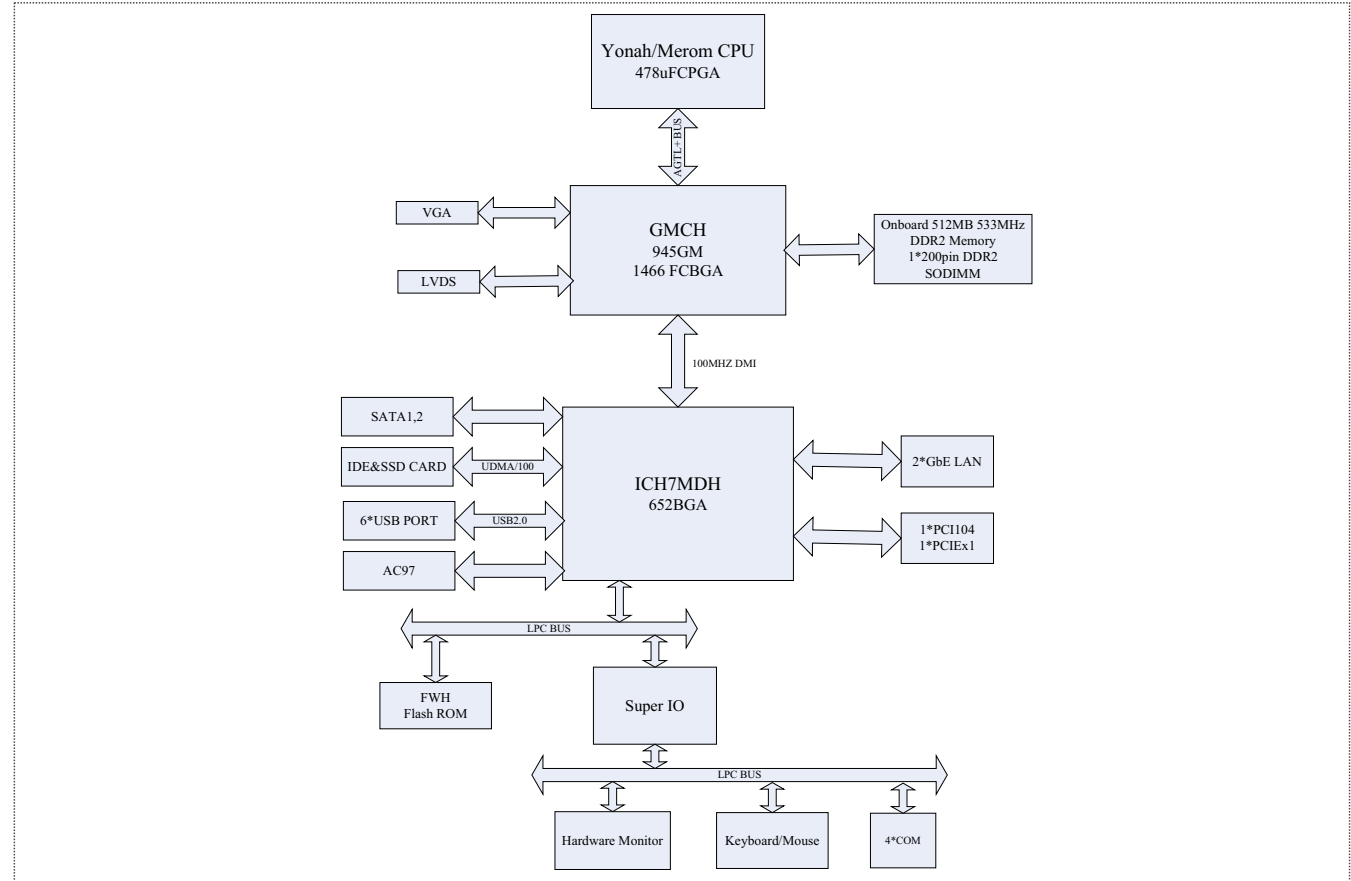 Yonah/Merom CPU
478uFCPGA
AGTL+ BUS
VGA
LVDS
GMCH
945GM
1466 FCBGA
Onboard 512MB 533MHz
DDR2 Memory
1*200pin DDR2
SODIMM
100MHZ DMI
SATA1,2
IDE&SSD CARD
UDMA/100
6*USB PORT
USB2.0
AC97
ICH7MDH
652BGA
2*GbE LAN
1*PCI104
1*PCIEx1
LPC BUS
FWH
Flash ROM
Super IO
LPC BUS
Hardware Monitor
Keyboard/Mouse
4*COM